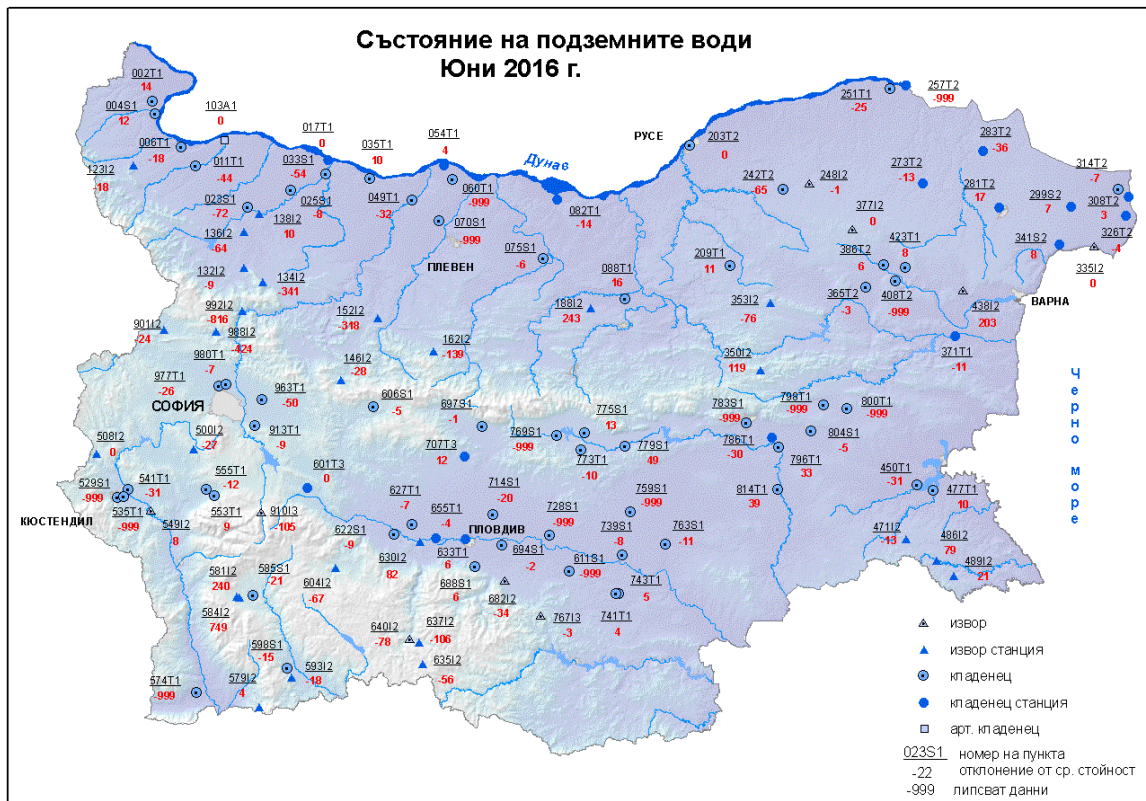 Състояние на подземните води
Юни 2016 г.
002T1
14
004S1
12
103A1
0
006T1
-18
011T1
-44
123I2
-18
017T1
0
033S1
-54
025S1
-8
035T1
10
054T1
4
060T1
-999
049T1
-32
070S1
-999
028S1
-72
138I2
10
136I2
-64
132I2
-9
134I2
-341
Дунав
082T1
-14
075S1
-6
ПЛЕВЕН
088T1
16
188I2
243
РУСЕ
203T2
0
209T1
11
251T1
-25
257T2
-999
283T2
-36
273T2
-13
242T2
-65
248I2
-1
377I2
0
281T2
17
299S2
7
314T2
-7
308T2
3
326T2
-4
335I2
0
341S2
8
423T1
8
386T2
6
365T2
-3
408T2
-999
438I2
203
ВАРНА
353I2
-76
350I2
119
371T1
-11
992I2
-816
901I2
-24
988I2
-424
152I2
-318
162I2
-139
146I2
-28
980T1
-7
977T1
-26
963T1
-50
СОФИЯ
913T1
-9
606S1
-5
697S1
-1
707T3
12
769S1
-999
775S1
13
773T1
-10
779S1
49
783S1
-999
798T1
-999
800T1
-999
804S1
-5
786T1
-30
796T1
33
814T1
39
450T1
-31
477T1
10
471I2
-13
486I2
79
489I2
21
Черно море
508I2
0
500I2
-27
529S1
-999
541T1
-31
535T1
-999
КЮСТЕНДИЛ
549I2
8
555T1
-12
553T1
9
910I3
-105
601T3
0
627T1
-7
622S1
-9
655T1
-4
630I2
82
ПЛОВДИВ
633T1
6
714S1
-20
694S1
-2
688S1
6
682I2
-34
728S1
-999
759S1
-999
739S1
-8
763S1
-11
611S1
-999
743T1
5
741T1
4
767I3
-3
581I2
240
585S1
-21
584I2
749
604I2
-67
640I2
-78
637I2
-106
635I2
-56
598S1
-15
593I2
-18
579I2
4
574T1
-999
извор
извор станция
кладенец
кладенец станция
арт. кладенец
023S1 номер на пункта
-22 отклонение от ср. стойност
-999 липсват данни